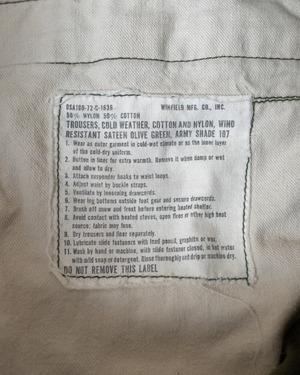 DSA100-72-C-1636 WINFIELD MFG. CO., INC.
50% NYLON 50% COTTON
TROUSERS, COLD WEATHER, COTTON AND NYLON, WIND
RESISTANT SATEEN OLIVE GREEN, ARMY SHADE 107
1. Wear as outer garment in cold-wet climate or as the inner layer
of the cold-dry uniform.
2. Button in liner for extra warmth. Remove it when damp or wet
and allow to dry.
3. Attach suspender hooks to waist loops.
4. Adjust waist by buckle straps.
5. Ventilate by loosening drawcords.
6. Wear leg bottoms outside foot gear and secure drawcords.
7. Brush off snow and frost before entering heated shelter.
8. Avoid contact with heated stoves, open fires or other high heat
source; fabric may fuse.
9. Dry trousers and liner separately.
10. Lubricate slide fasteners with lead pencil, graphite or wax.
11. Wash by hand or machine, with slide fastener closed, in hot water
with mild soap or detergent. Rinse thoroughly and drip or machine dry.
DO NOT REMOVE THIS LABEL